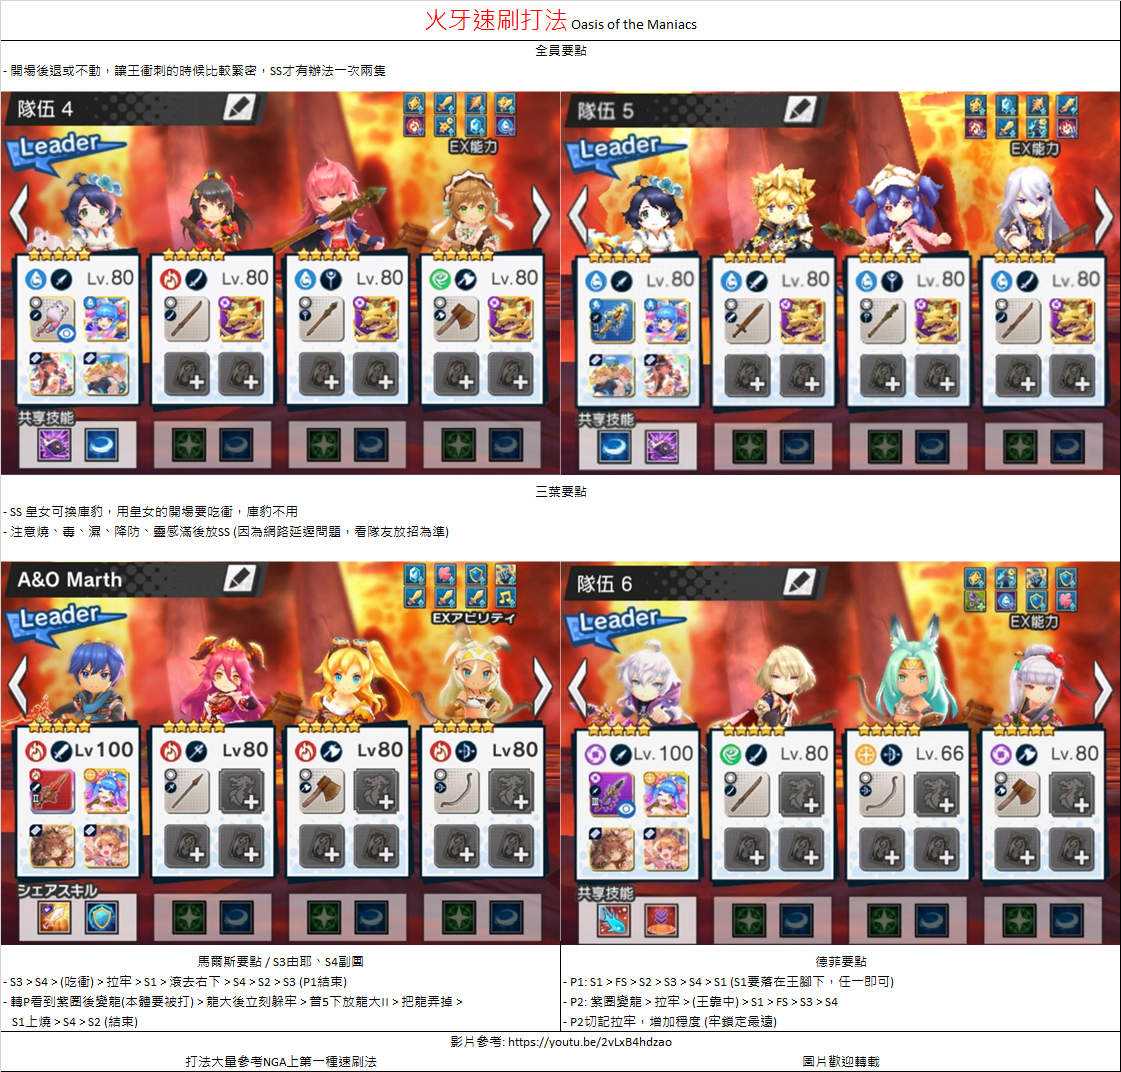 火牙速刷打法 Oasis of the Maniacs
全員要點
- 開場後退或不動，讓王衝刺的時候比較緊密，SS才有辦法一次兩隻
隊伍 4
Leader
EX能力
Lv.80
Lv.80
Lv.80
Lv.80
共享技能
隊伍 5
Leader
EX能力
Lv.80
Lv.80
Lv.80
Lv.80
共享技能
三葉要點
- SS 皇女可換庫豹，用皇女的開場要吃衝，庫豹不用
- 注意燒、毒、濕、降防、靈感滿後放SS (因為網路延遲問題，看隊友放招為準)
A&O Marth
Leader
EXアビリティ
Lv100
Lv80
Lv80
Lv80
II
シェアスキル
隊伍 6
Leader
EX能力
Lv.100
Lv.80
Lv.66
Lv.80
III
共享技能
馬爾斯要點 / S3由耶、S4副團
- S3 > S4 > (吃衝) > 拉牢 > S1 > 滾去右下 > S4 > S2 > S3 (P1結束)
- 轉P看到紫圈後變龍(本體要被打) > 龍大後立刻躲牢 > 普5下放龍大II > 把龍弄掉 >
S1上燒 > S4 > S2 (結束)
德菲要點
- P1: S1 > FS > S2 > S3 > S4 > S1 (S1要落在王腳下，任一即可)
- P2: 紫圈變龍 > 拉牢 > (王靠中) > S1 > FS > S3 > S4
- P2切記拉牢，增加穩度 (牢鎖定最遠)
影片參考: https://youtu.be/2vLxB4hdzao
打法大量參考NGA上第一種速刷法
圖片歡迎轉載